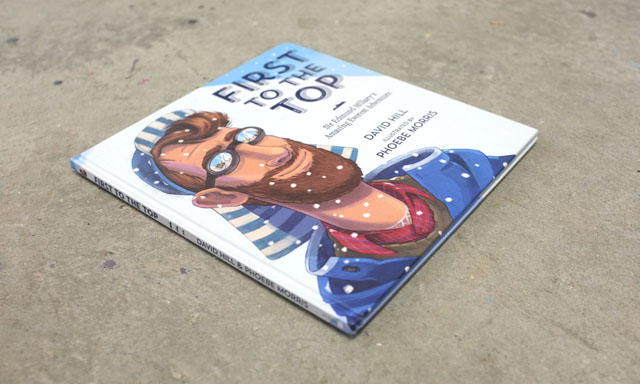 FIRST
TO THE
TOP
Sir Edmund Hillary's
Amazing Everest Adventure
DAVID HILL
ILLUSTRATED BY
PHOEBE MORRIS
FIRST TO THE TOP
DAVID HILL & PHOEBE MORRIS